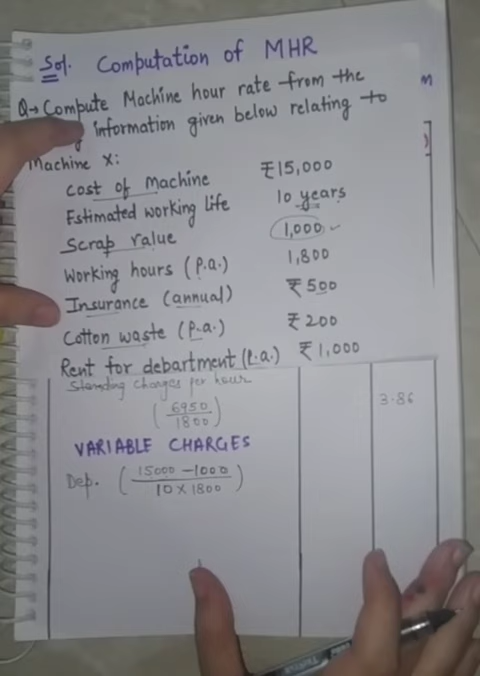 Sol. Computation of MHR
Q→ Compute Machine hour rate from the
information given below relating to
Machine X:
Cost of Machine ₹15,000
Estimated working life 10 years
Scrap value 1,000
Working hours (P.a.) 1,800
Insurance (annual) ₹500
Cotton waste (P.a.) ₹200
Rent for debartment (P.a.) ₹1,000
Standing Charges per hour
(6950/1800) 3.86
VARIABLE CHARGES
Dep. (15000-1000/10×1800)